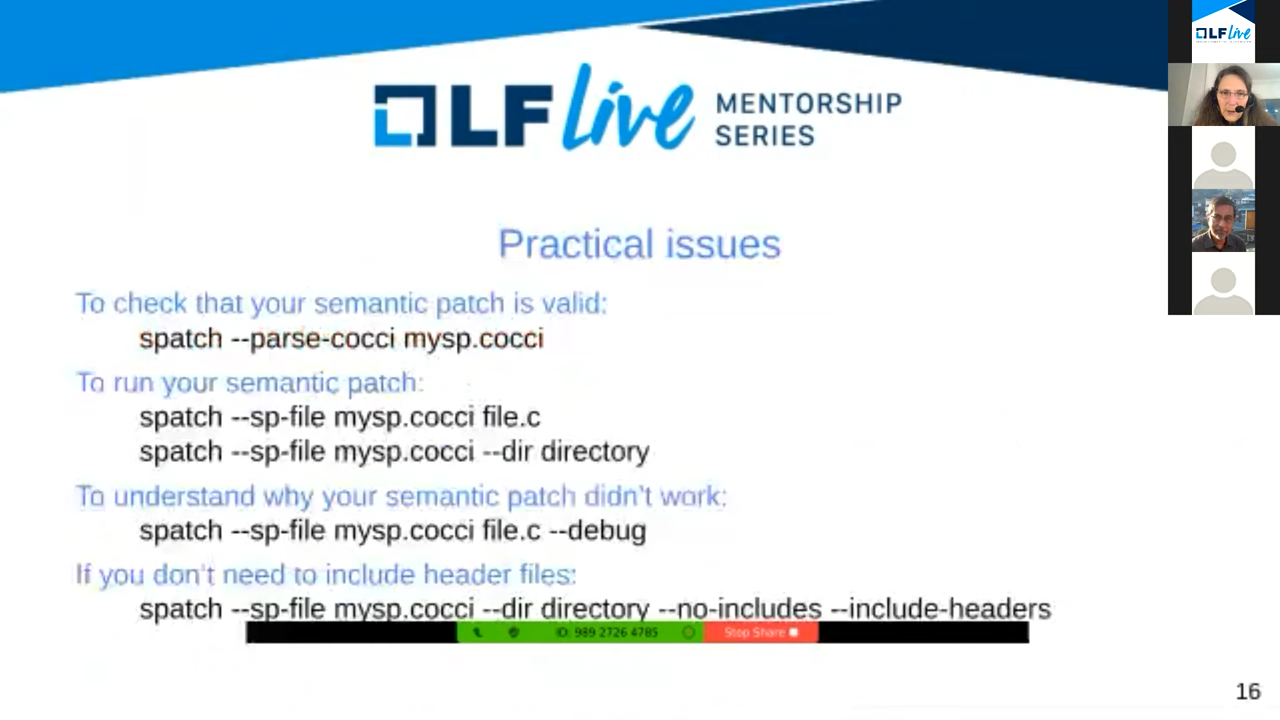 LF Live MENTORSHIP
SERIES
LF Live
Practical issues
To check that your semantic patch is valid:
spatch --parse-cocci mysp.cocci
To run your semantic patch:
spatch --sp-file mysp.cocci file.c
spatch --sp-file mysp.cocci --dir directory
To understand why your semantic patch didn't work:
spatch --sp-file mysp.cocci file.c --debug
If you don't need to include header files:
spatch --sp-file mysp.cocci --dir directory --no-includes --include-headers
ID: 989 2726 4785 Stop Share
16